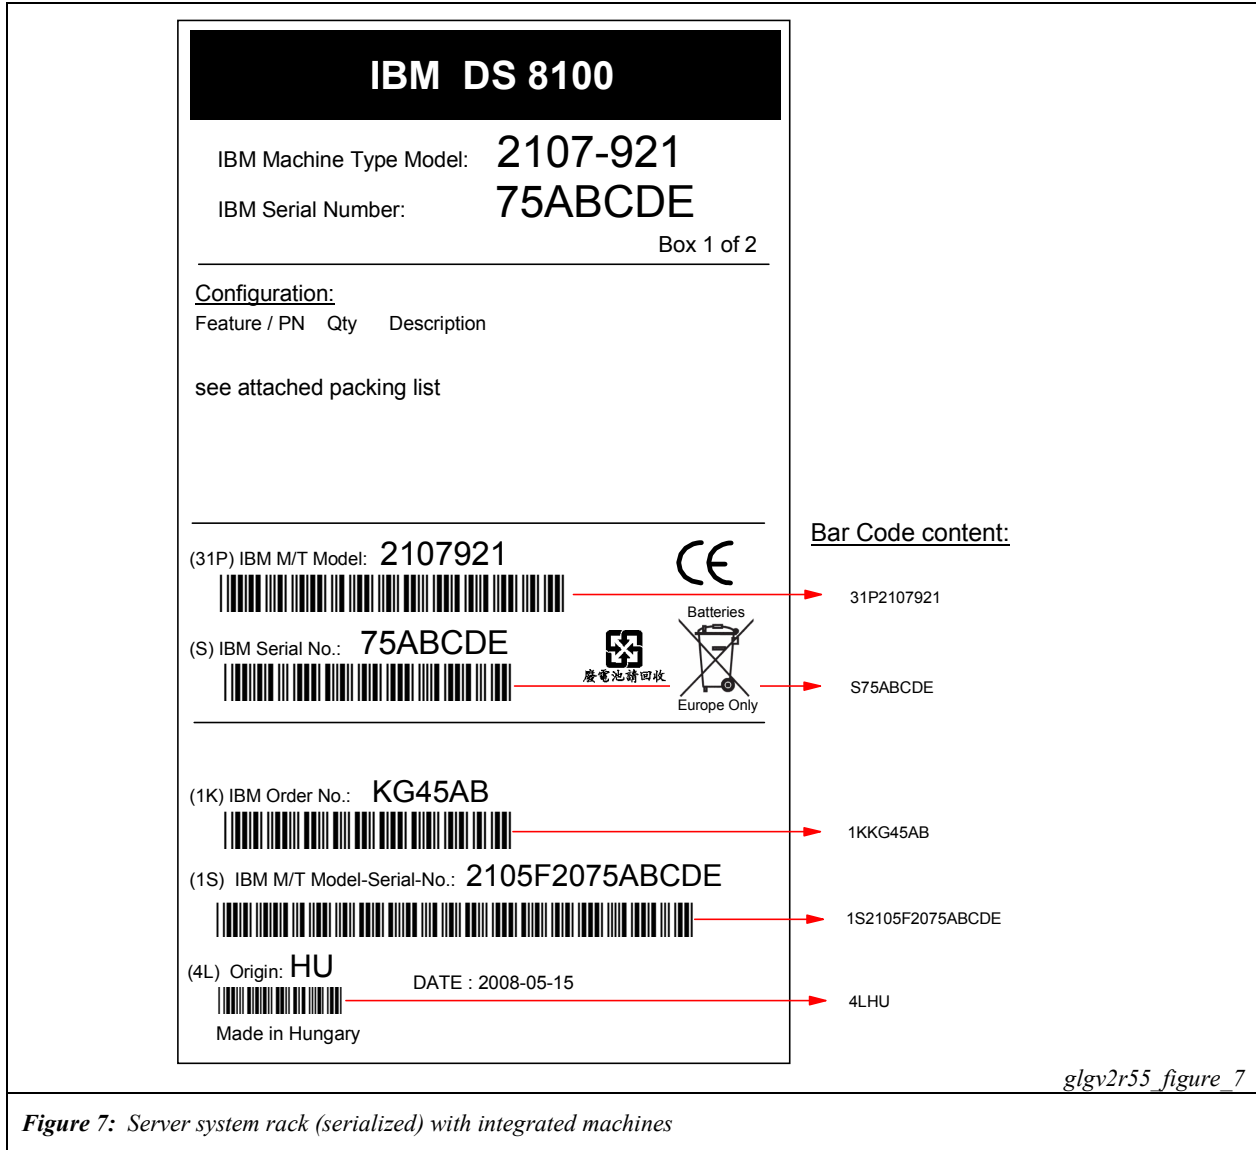 IBM DS 8100
IBM Machine Type Model: 2107-921
IBM Serial Number: 75ABCDE
Box 1 of 2
Configuration:
Feature / PN Qty Description
see attached packing list
Bar Code content:
(31P) IBM M/T Model: 2107921
CE
31P2107921
Batteries
(S) IBM Serial No.: 75ABCDE
廢電池請回收
S75ABCDE
Europe Only
(1K) IBM Order No.: KG45AB
1KKG45AB
(1S) IBM M/T Model-Serial-No.: 2105F2075ABCDE
1S2105F2075ABCDE
(4L) Origin: HU
DATE : 2008-05-15
4LHU
Made in Hungary
glgv2r55_figure_7
Figure 7: Server system rack (serialized) with integrated machines